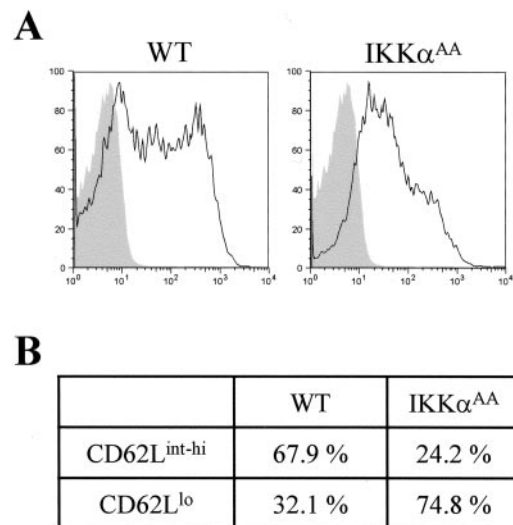 A
WT IKKα^AA
100 100
80 80
60 60
40 40
20 20
0 0
10^0 10^1 10^2 10^3 10^4 10^0 10^1 10^2 10^3 10^4
B
WT IKKα^AA
CD62L^int-hi 67.9 % 24.2 %
CD62L^lo 32.1 % 74.8 %